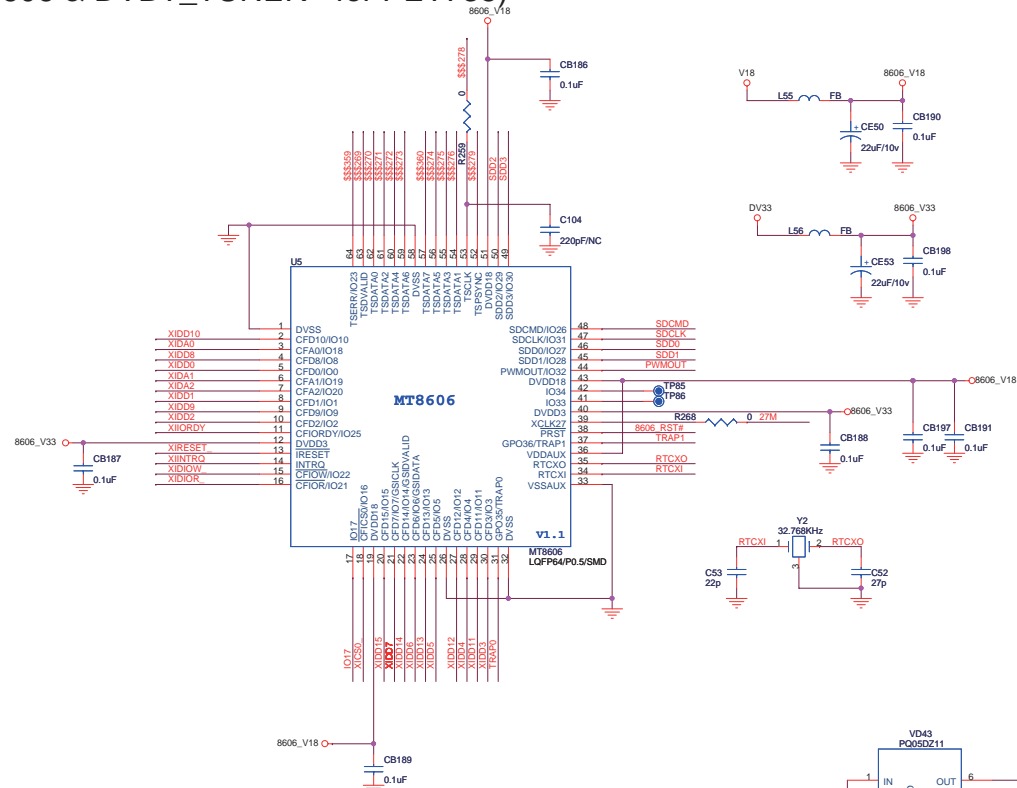 8606_V18
$$$278
0
R259
CB186
0.1uF
V18
L55
FB
8606_V18
CE50
22uF/10v
CB190
0.1uF
$$$359
$$$269
$$$270
$$$271
$$$272
$$$273
$$$360
$$$274
$$$275
$$$276
$$$279
SDD2
SDD3
C104
220pF/NC
DV33
L56
FB
8606_V33
CE53
22uF/10v
CB198
0.1uF
U5
64 TSERR/IO23
63 TSDVALID
62 TSDATA0
61 TSDATA2
60 TSDATA4
59 TSDATA6
58 DVSS
57 TSDATA7
56 TSDATA5
55 TSDATA3
54 TSDATA1
53 TSCLK
52 TSPSYNC
51 DVDD18
50 SDD2/IO29
49 SDD3/IO30
1 DVSS
XIDD10 2 CFD10/IO10
XIDA0 3 CFA0/IO18
XIDD8 4 CFD8/IO8
XIDD0 5 CFD0/IO0
XIDA1 6 CFA1/IO19
XIDA2 7 CFA2/IO20
XIDD1 8 CFD1/IO1
XIDD9 9 CFD9/IO9
XIDD2 10 CFD2/IO2
XIIORDY 11 CFIORDY/IO25
8606_V33 12 DVDD3
XIRESET_ 13 IRESET
XIINTRQ 14 INTRQ
XIDIOW_ 15 CFIOW/IO22
XIDIOR_ 16 CFIOR/IO21
CB187
0.1uF
MT8606
SDCMD/IO26 48 SDCMD
SDCLK/IO31 47 SDCLK
SDD0/IO27 46 SDD0
SDD1/IO28 45 SDD1
PWMOUT/IO32 44 PWMOUT
DVDD18 43 8606_V18
IO34 42 TP85
IO33 41 TP86
DVDD3 40 8606_V33
XCLK27 39 R268 0 27M
PRST 38 8606_RST#
GPO36/TRAP1 37 TRAP1
VDDAUX 36
RTCXO 35 RTCXO
RTCXI 34 RTCXI
VSSAUX 33
CB188
0.1uF
CB197
0.1uF
CB191
0.1uF
17 IO17
18 CFICS0/IO16
19 DVDD18
20 CFD15/IO15
21 CFD7/IO7/GSICLK
22 CFD14/IO14/GSIDVALID
23 CFD6/IO6/GSIDATA
24 CFD13/IO13
25 CFD5/IO5
26 DVSS
27 CFD12/IO12
28 CFD4/IO4
29 CFD11/IO11
30 CFD3/IO3
31 GPO35/TRAP0
32 DVSS
V1.1
MT8606
LQFP64/P0.5/SMD
IO17
XICS0_
XIDD15
XIDD7
XIDD14
XIDD6
XIDD13
XIDD5
XIDD12
XIDD4
XIDD11
XIDD3
TRAP0
Y2
32.768KHz
RTCXI 1 2 RTCXO
3
C53
22p
C52
27p
8606_V18
CB189
0.1uF
VD43
PQ05DZ11
1 IN OUT 6